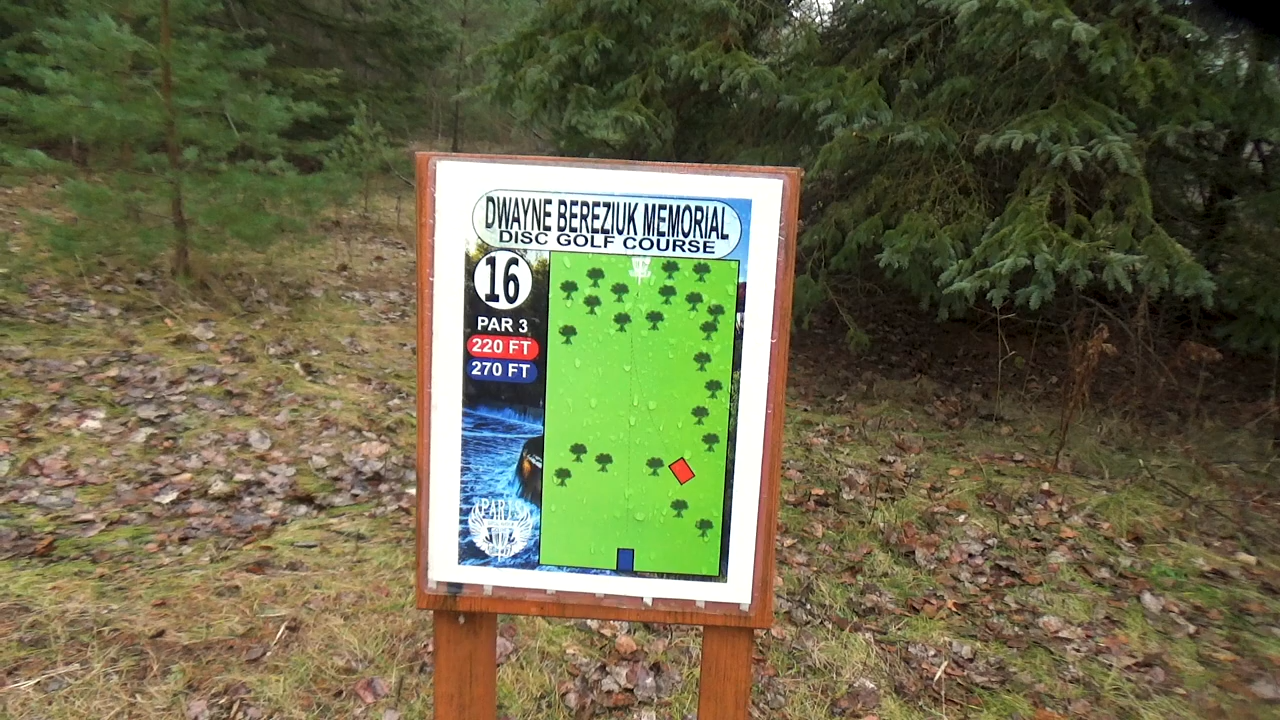 DWAYNE BEREZIUK MEMORIAL
DISC GOLF COURSE
16
PAR 3
220 FT
270 FT